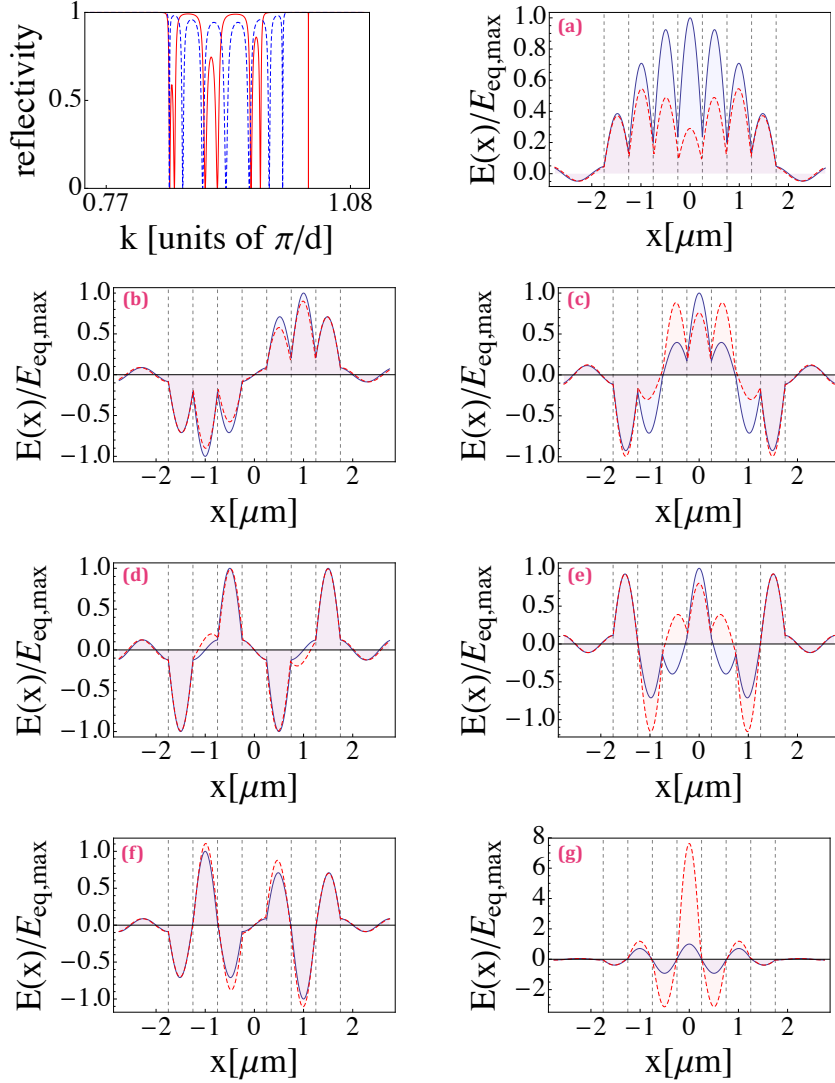 reflectivity
1
0.5
0
0.77
1.08
k [units of π/d]
(a)
E(x)/E_eq,max
1.0
0.8
0.6
0.4
0.2
0.0
−2 −1 0 1 2
x[μm]
(b)
E(x)/E_eq,max
1.0
0.5
0.0
−0.5
−1.0
−2 −1 0 1 2
x[μm]
(c)
E(x)/E_eq,max
1.0
0.5
0.0
−0.5
−1.0
−2 −1 0 1 2
x[μm]
(d)
E(x)/E_eq,max
1.0
0.5
0.0
−0.5
−1.0
−2 −1 0 1 2
x[μm]
(e)
E(x)/E_eq,max
1.0
0.5
0.0
−0.5
−1.0
−2 −1 0 1 2
x[μm]
(f)
E(x)/E_eq,max
1.0
0.5
0.0
−0.5
−1.0
−2 −1 0 1 2
x[μm]
(g)
E(x)/E_eq,max
8
6
4
2
0
−2
−2 −1 0 1 2
x[μm]